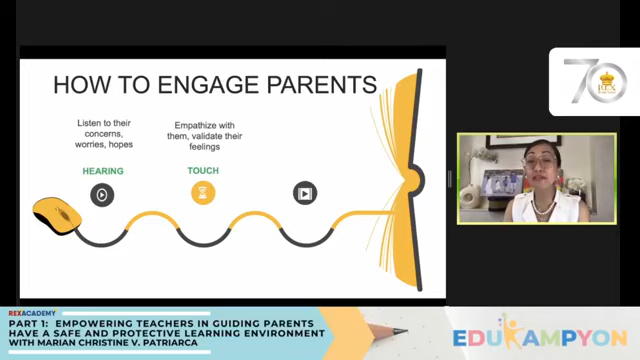 HOW TO ENGAGE PARENTS
Listen to their
concerns,
worries, hopes
HEARING
Empathize with
them, validate their
feelings
TOUCH
70
REX
REXACADEMY
PART 1: EMPOWERING TEACHERS IN GUIDING PARENTS
HAVE A SAFE AND PROTECTIVE LEARNING ENVIRONMENT
WITH MARIAN CHRISTINE V. PATRIARCA
EDUKAMPYON